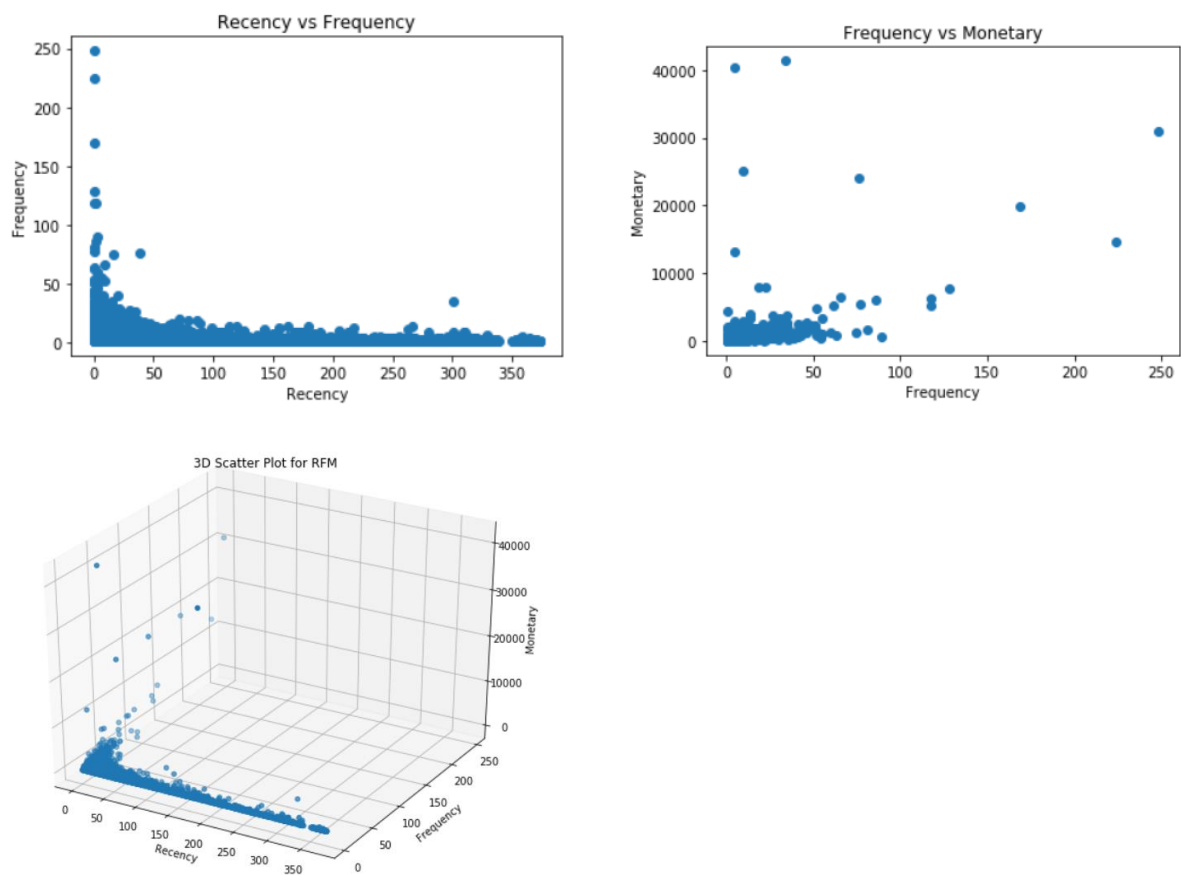 Recency vs Frequency
250
200
150
100
50
0
Frequency
0 50 100 150 200 250 300 350
Recency
Frequency vs Monetary
40000
30000
20000
10000
0
Monetary
0 50 100 150 200 250
Frequency
3D Scatter Plot for RFM
40000
30000
20000
10000
0
Monetary
250
200
150
100
50
0
Frequency
0 50 100 150 200 250 300 350
Recency